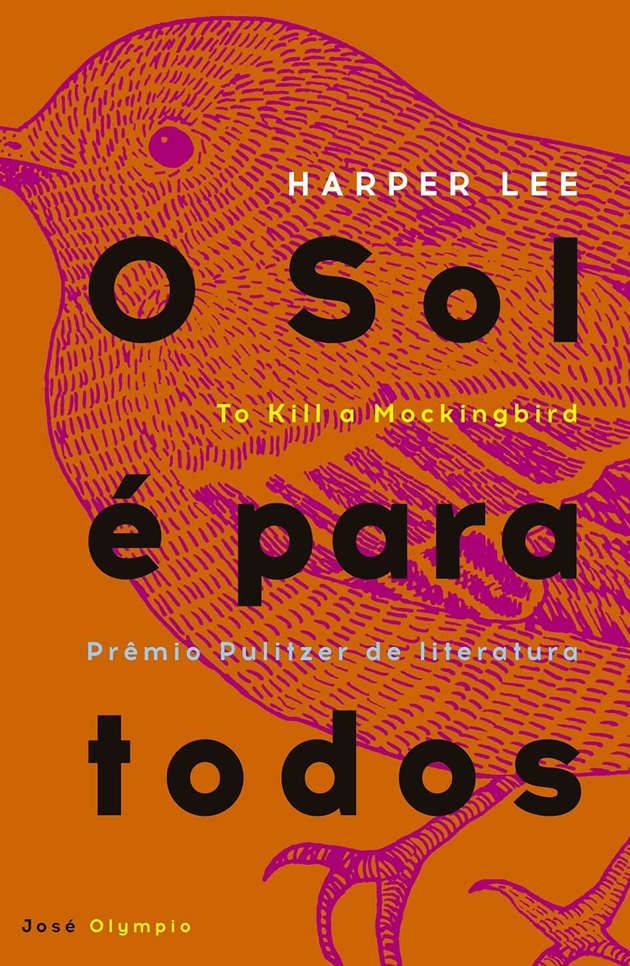 HARPER LEE
O Sol
To Kill a Mockingbird
é para
Prêmio Pulitzer de literatura
todos
José Olympio